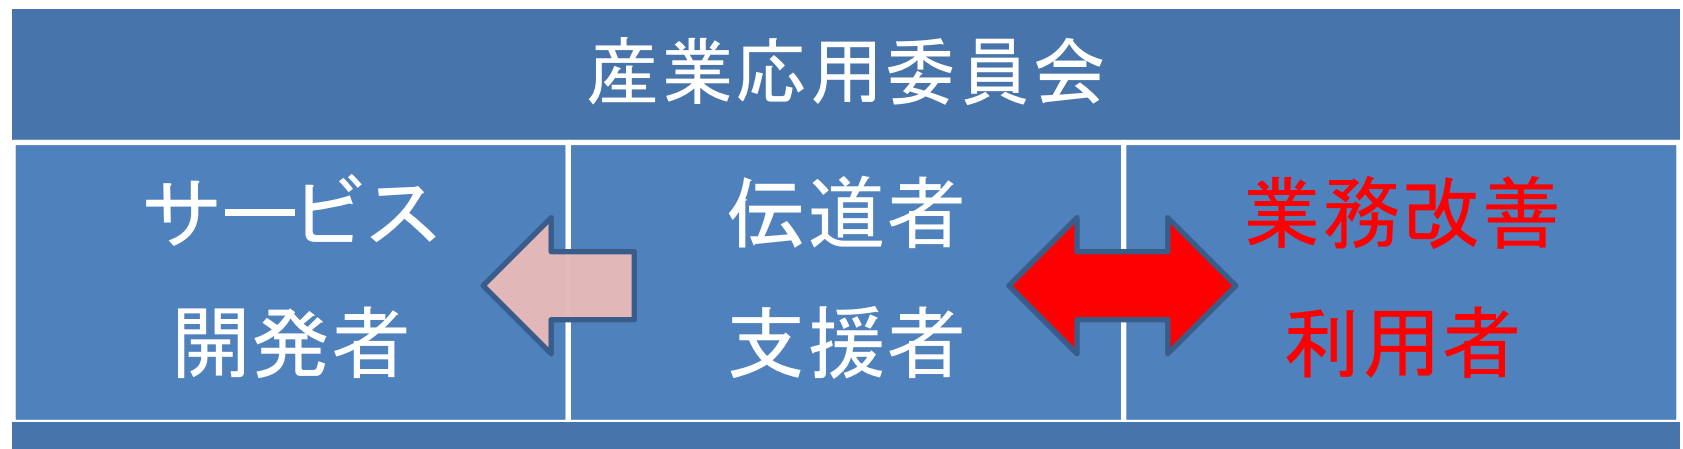 産業応用委員会
サービス
開発者
伝道者
支援者
業務改善
利用者